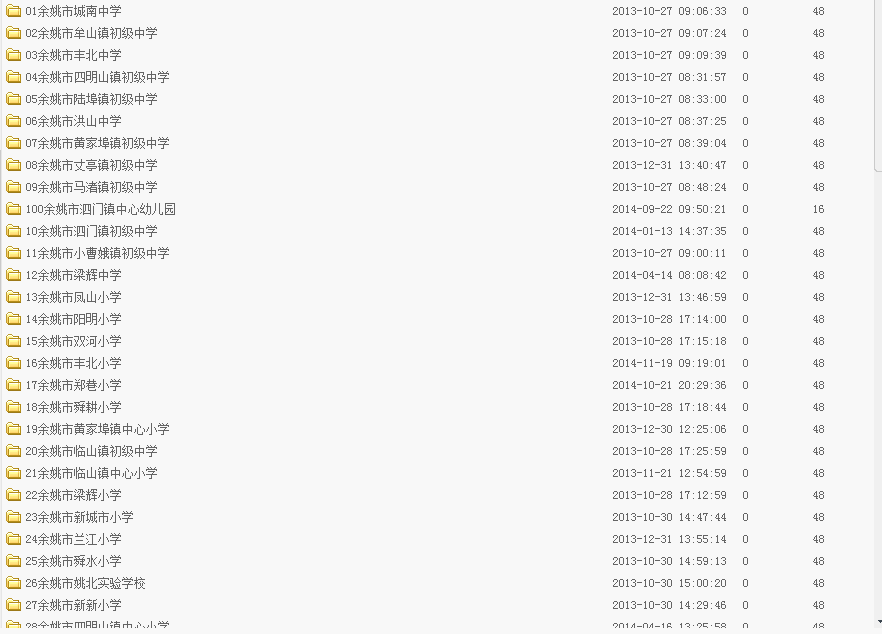 01余姚市城南中学 2013-10-27 09:06:33 0 48
02余姚市牟山镇初级中学 2013-10-27 09:07:24 0 48
03余姚市丰北中学 2013-10-27 09:09:39 0 48
04余姚市四明山镇初级中学 2013-10-27 08:31:57 0 48
05余姚市陆埠镇初级中学 2013-10-27 08:33:00 0 48
06余姚市洪山中学 2013-10-27 08:37:25 0 48
07余姚市黄家埠镇初级中学 2013-10-27 08:39:04 0 48
08余姚市丈亭镇初级中学 2013-12-31 13:40:47 0 48
09余姚市马渚镇初级中学 2013-10-27 08:48:24 0 48
100余姚市泗门镇中心幼儿园 2014-09-22 09:50:21 0 16
10余姚市泗门镇初级中学 2014-01-13 14:37:35 0 48
11余姚市小曹娥镇初级中学 2013-10-27 09:00:11 0 48
12余姚市梁辉中学 2014-04-14 08:08:42 0 48
13余姚市凤山小学 2013-12-31 13:46:59 0 48
14余姚市阳明小学 2013-10-28 17:14:00 0 48
15余姚市双河小学 2013-10-28 17:15:18 0 48
16余姚市丰北小学 2014-11-19 09:19:01 0 48
17余姚市郑巷小学 2014-10-21 20:29:36 0 48
18余姚市舜耕小学 2013-10-28 17:18:44 0 48
19余姚市黄家埠镇中心小学 2013-12-30 12:25:06 0 48
20余姚市临山镇初级中学 2013-10-28 17:25:59 0 48
21余姚市临山镇中心小学 2013-11-21 12:54:59 0 48
22余姚市梁辉小学 2013-10-28 17:12:59 0 48
23余姚市新城市小学 2013-10-30 14:47:44 0 48
24余姚市兰江小学 2013-12-31 13:55:14 0 48
25余姚市舜水小学 2013-10-30 14:59:13 0 48
26余姚市姚北实验学校 2013-10-30 15:00:20 0 48
27余姚市新新小学 2013-10-30 14:29:46 0 48
28余姚市四明山镇中心小学 2014-04-16 13:25:58 0 48